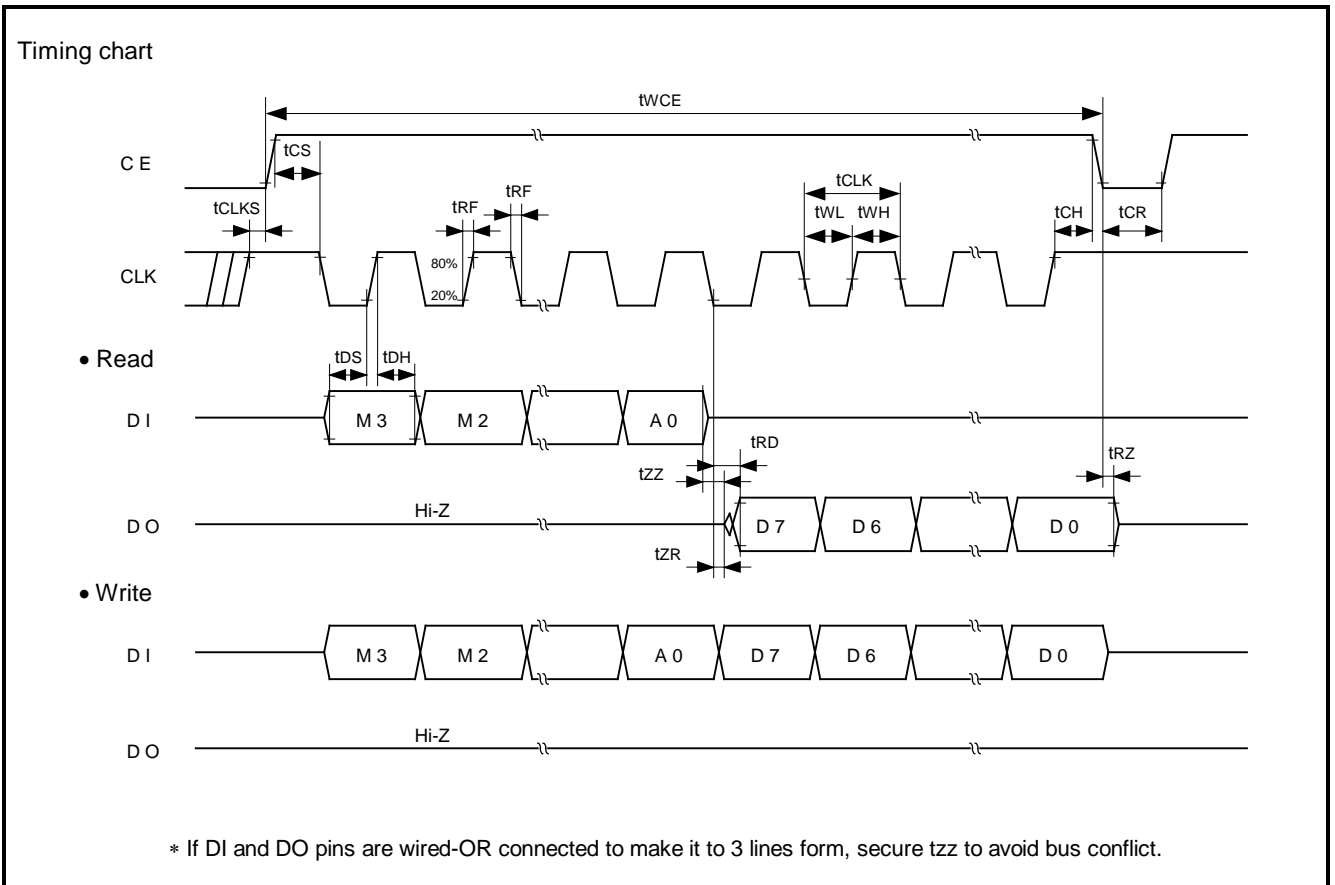 Timing chart
tWCE
C E
tCS
tCLK
tCLKS
tRF
tRF
tWL
tWH
tCH
tCR
CLK
80%
20%
• Read
tDS
tDH
D I
M 3
M 2
A 0
tRD
tZZ
tRZ
Hi-Z
D O
D 7
D 6
D 0
tZR
• Write
D I
M 3
M 2
A 0
D 7
D 6
D 0
Hi-Z
D O
* If DI and DO pins are wired-OR connected to make it to 3 lines form, secure tzz to avoid bus conflict.